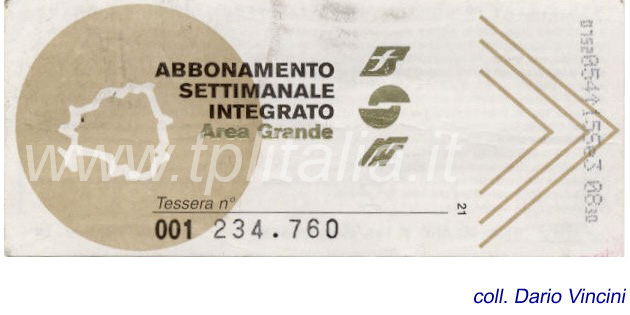 ABBONAMENTO
SETTIMANALE
INTEGRATO
Area Grande
www.tplitalia.it
Tessera n°
001 234.760
21
coll. Dario Vincini